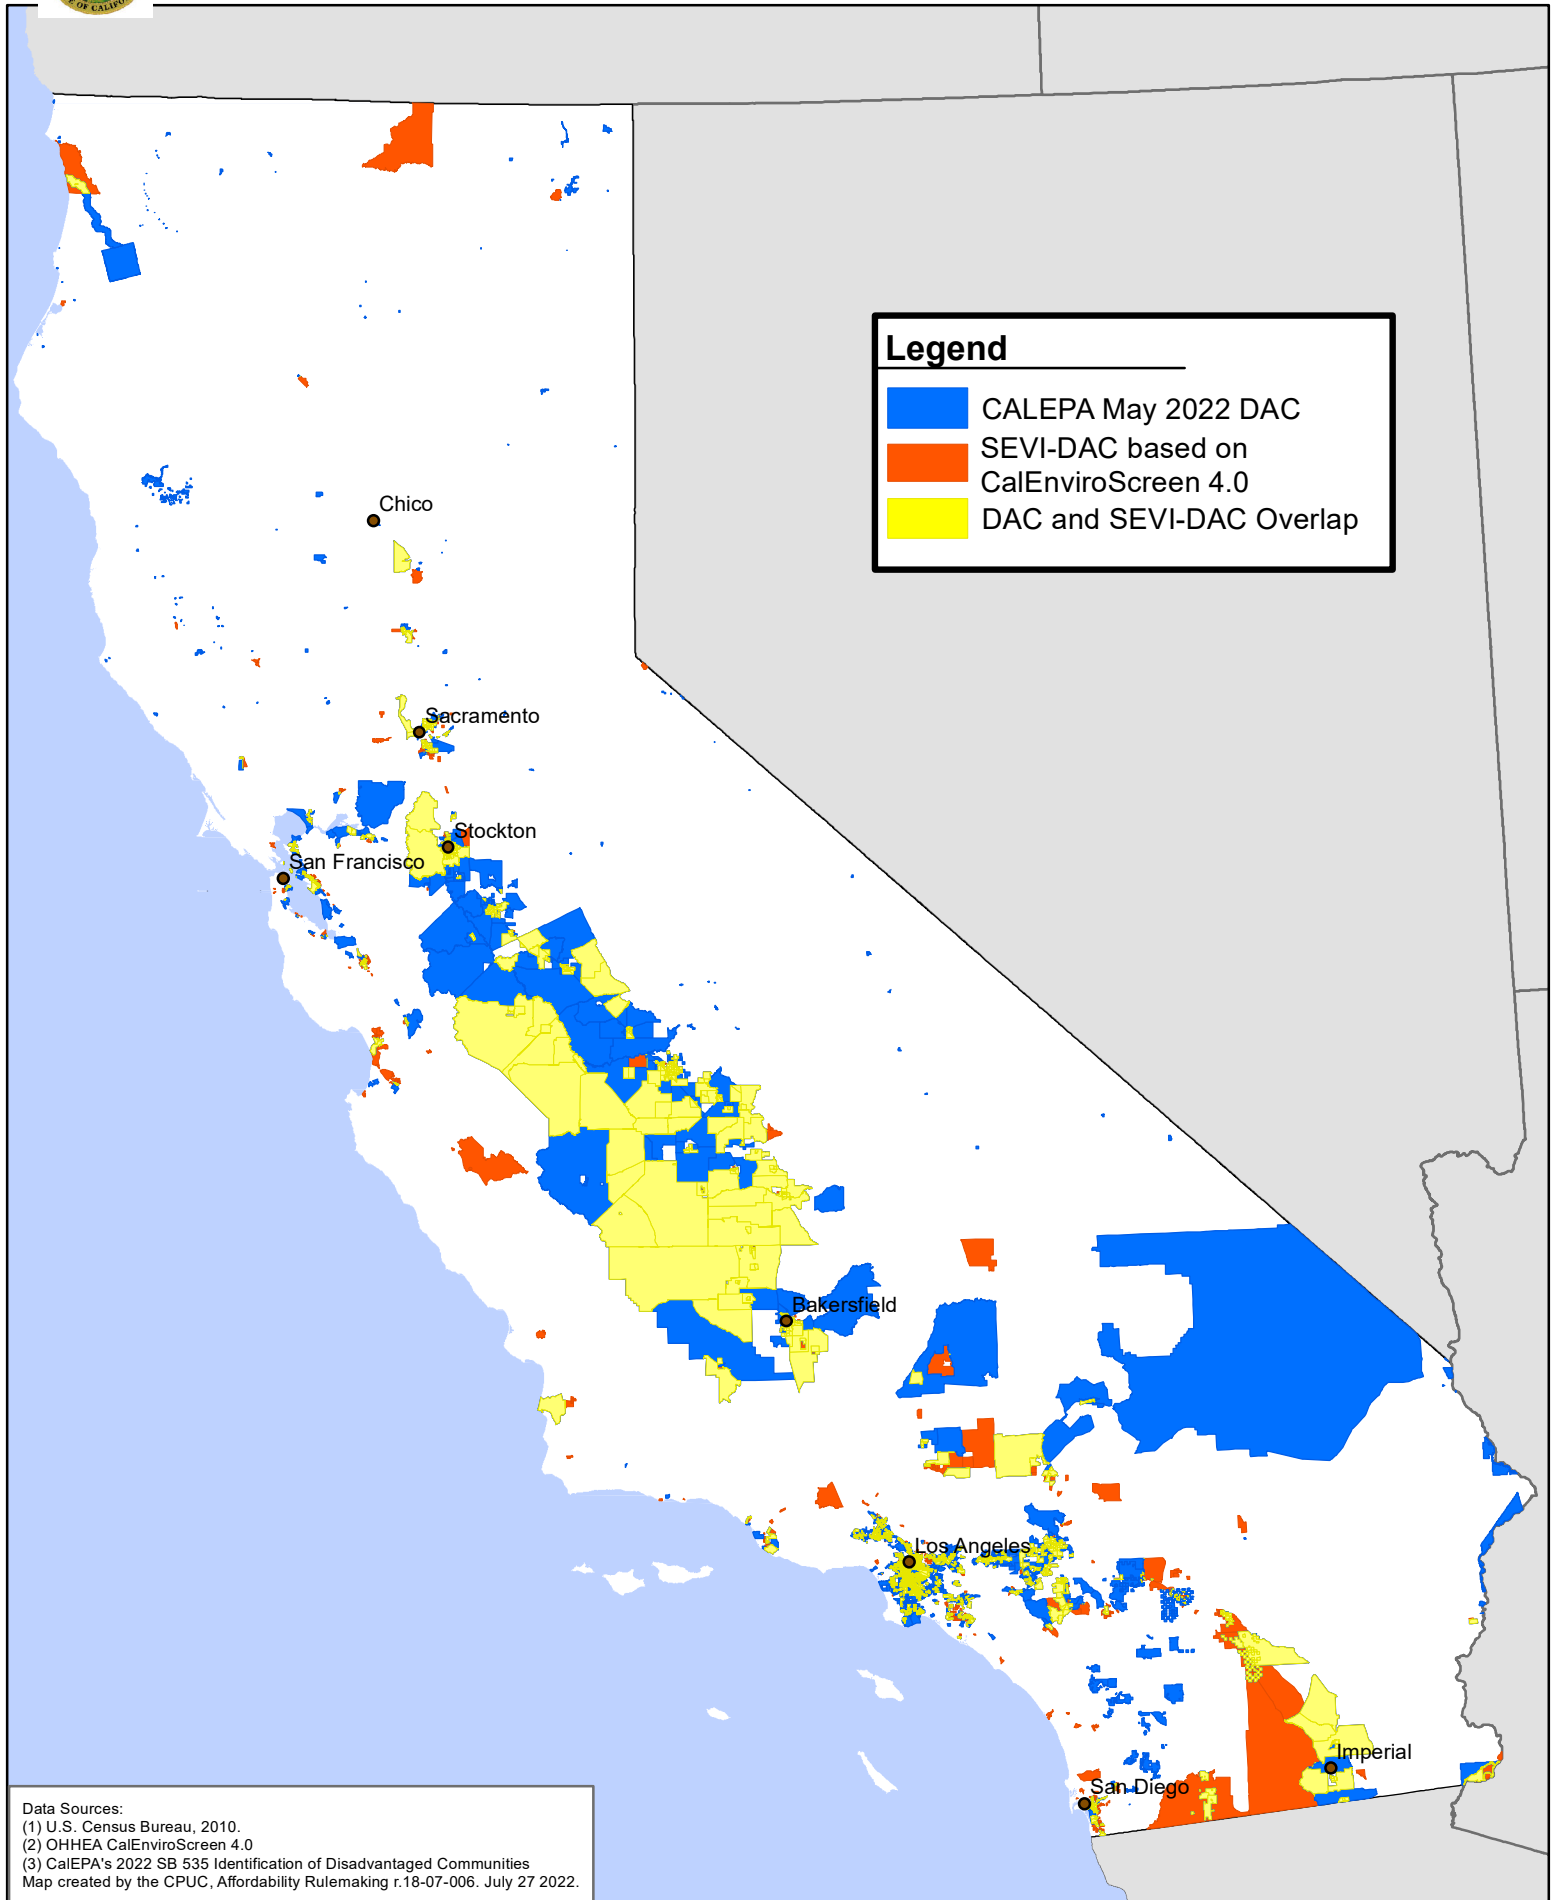 E OF CALIFOR
Legend
CALEPA May 2022 DAC
SEVI-DAC based on
CalEnviroScreen 4.0
DAC and SEVI-DAC Overlap
Chico
Sacramento
Stockton
San Francisco
Bakersfield
Los Angeles
Imperial
San Diego
Data Sources:
(1) U.S. Census Bureau, 2010.
(2) OHHEA CalEnviroScreen 4.0
(3) CalEPA's 2022 SB 535 Identification of Disadvantaged Communities
Map created by the CPUC, Affordability Rulemaking r.18-07-006. July 27 2022.